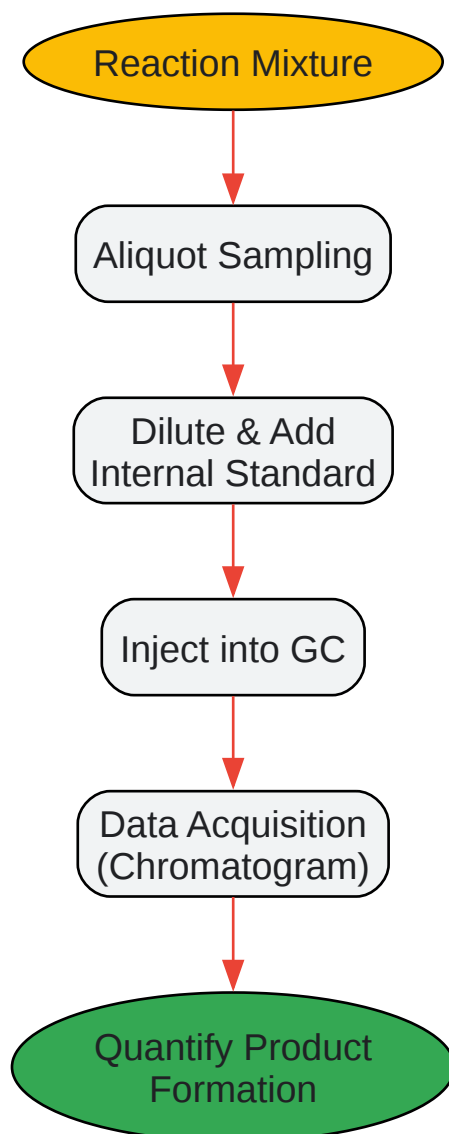 Reaction Mixture
Aliquot Sampling
Dilute & Add
Internal Standard
Inject into GC
Data Acquisition
(Chromatogram)
Quantify Product
Formation